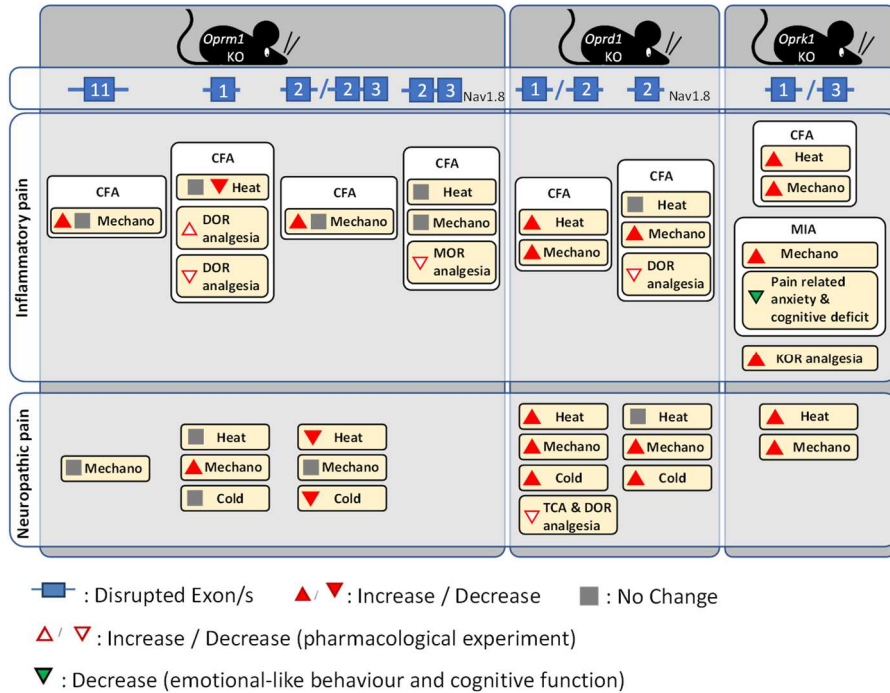 Oprm1
KO
Oprd1
KO
Oprk1
KO
11
1
2 / 2 3
2 3 Nav1.8
1 / 2
2 Nav1.8
1 / 3
Inflammatory pain
CFA
Mechano
CFA
Heat
DOR
analgesia
DOR
analgesia
CFA
Mechano
CFA
Heat
Mechano
MOR
analgesia
CFA
Heat
Mechano
CFA
Heat
Mechano
DOR
analgesia
CFA
Heat
Mechano
MIA
Mechano
Pain related
anxiety &
cognitive deficit
KOR analgesia
Neuropathic pain
Mechano
Heat
Mechano
Cold
Heat
Mechano
Cold
Heat
Mechano
Cold
TCA & DOR
analgesia
Heat
Mechano
Cold
Heat
Mechano
: Disrupted Exon/s
/ : Increase / Decrease
: No Change
/ : Increase / Decrease (pharmacological experiment)
: Decrease (emotional-like behaviour and cognitive function)